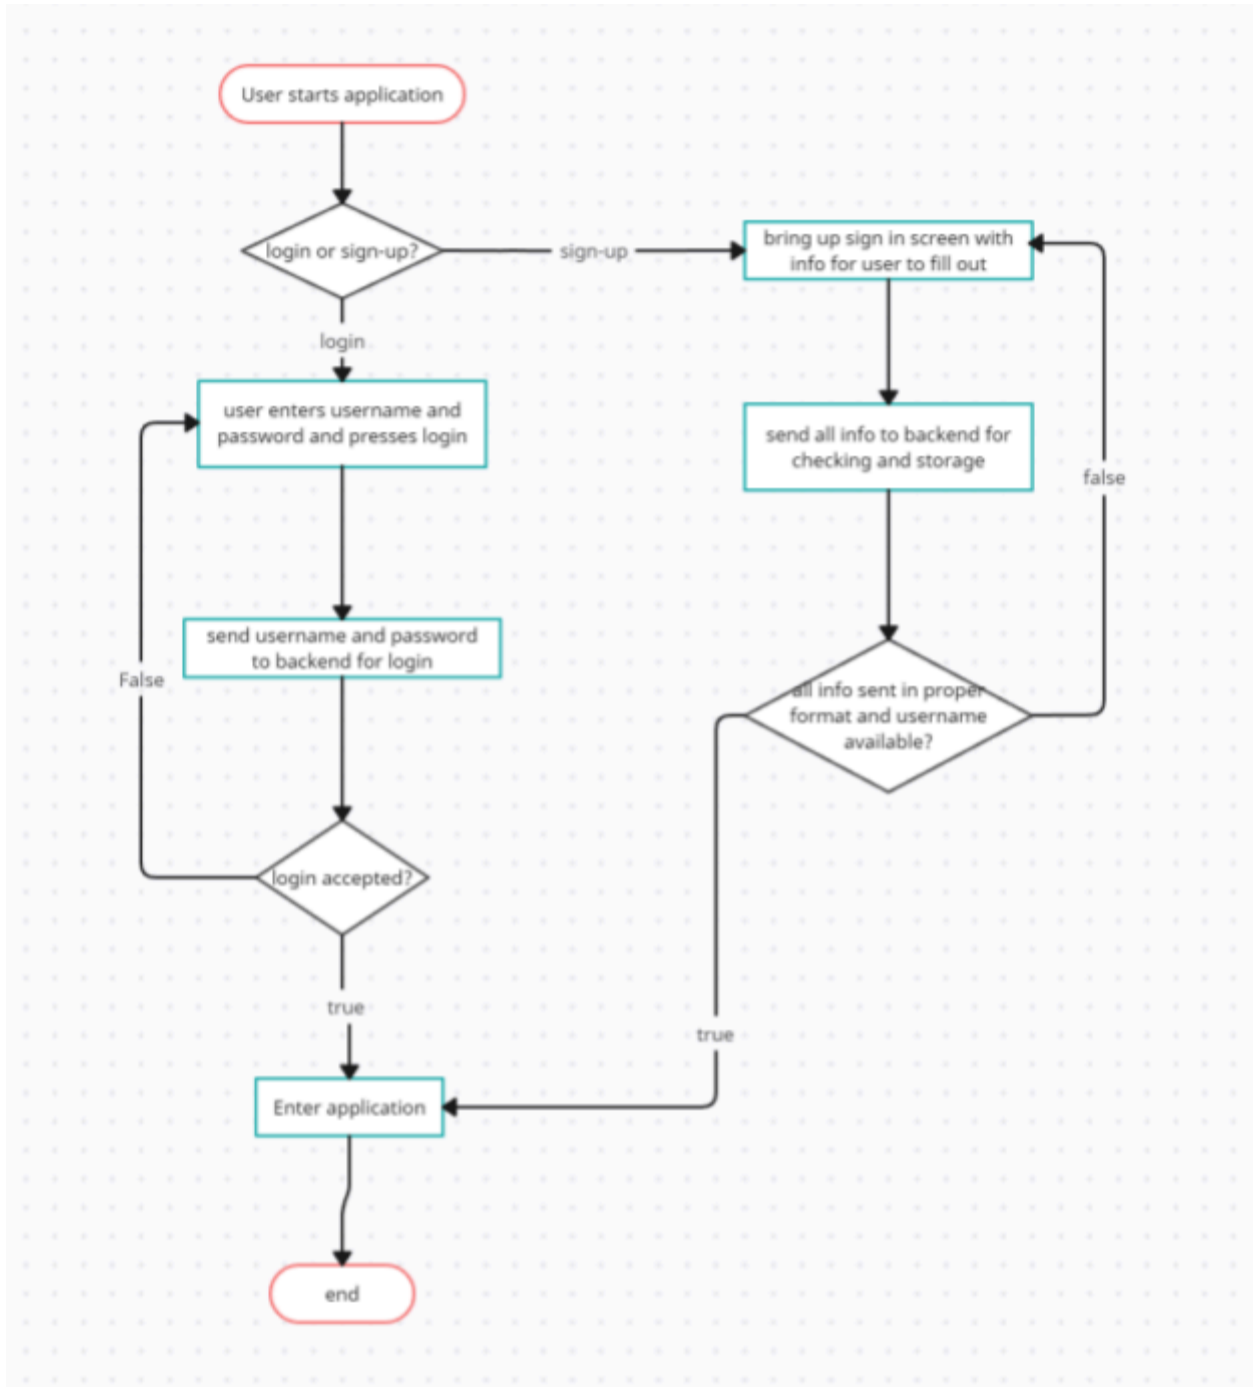 User starts application
login or sign-up?
sign-up
bring up sign in screen with
info for user to fill out
login
user enters username and
password and presses login
send all info to backend for
checking and storage
false
send username and password
to backend for login
False
all info sent in proper
format and username
available?
login accepted?
true
true
Enter application
end